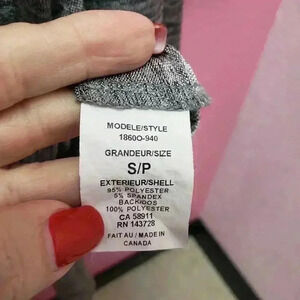 MODELE/STYLE
1860O-940
GRANDEUR/SIZE
S/P
EXTERIEUR/SHELL
95% POLYESTER
5% SPANDEX
BACK/DOS
100% POLYESTER
CA 58911
RN 143728
FAIT AU / MADE IN
CANADA